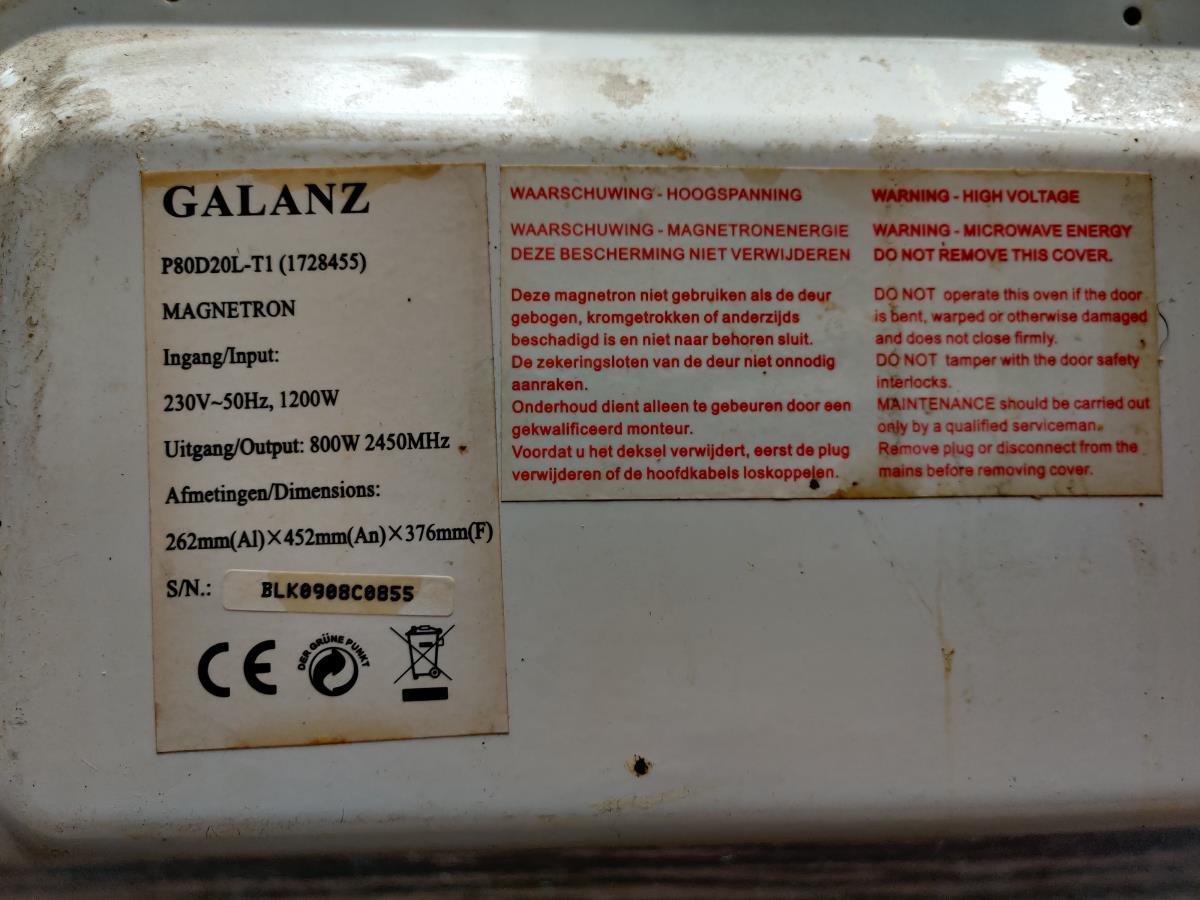 GALANZ
P80D20L-T1 (1728455)
MAGNETRON
Ingang/Input:
230V~50Hz, 1200W
Uitgang/Output: 800W 2450MHz
Afmetingen/Dimensions:
262mm(Al)×452mm(An)×376mm(F)
S/N.: BLK0908C0855
CE
DER GRÜNE PUNKT
WAARSCHUWING - HOOGSPANNING
WAARSCHUWING - MAGNETRONENERGIE
DEZE BESCHERMING NIET VERWIJDEREN
Deze magnetron niet gebruiken als de deur
gebogen, kromgetrokken of anderzijds
beschadigd is en niet naar behoren sluit.
De zekeringsloten van de deur niet onnodig
aanraken.
Onderhoud dient alleen te gebeuren door een
gekwalificeerd monteur.
Voordat u het deksel verwijdert, eerst de plug
verwijderen of de hoofdkabels loskoppelen.
WARNING - HIGH VOLTAGE
WARNING - MICROWAVE ENERGY
DO NOT REMOVE THIS COVER.
DO NOT operate this oven if the door
is bent, warped or otherwise damaged
and does not close firmly.
DO NOT tamper with the door safety
interlocks.
MAINTENANCE should be carried out
only by a qualified serviceman.
Remove plug or disconnect from the
mains before removing cover.